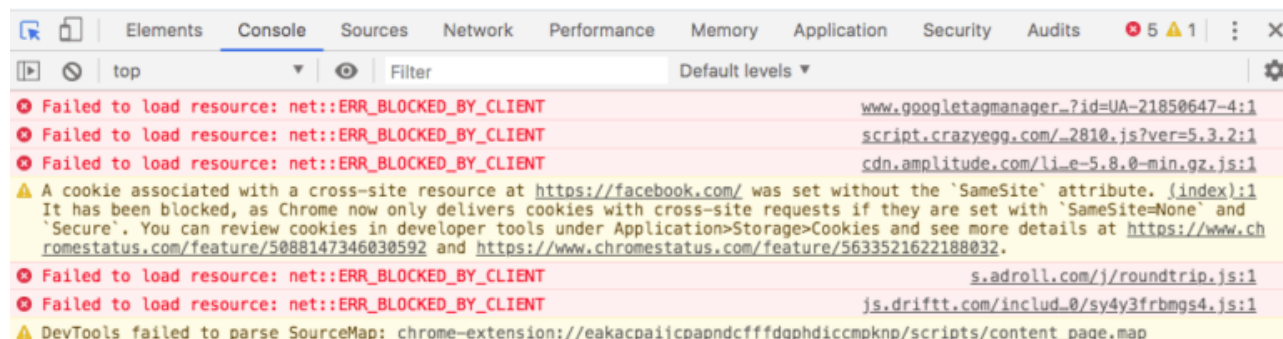 Elements Console Sources Network Performance Memory Application Security Audits 5 1
top Filter Default levels
Failed to load resource: net::ERR_BLOCKED_BY_CLIENT www.googletagmanager…?id=UA-21850647-4:1
Failed to load resource: net::ERR_BLOCKED_BY_CLIENT script.crazyegg.com/…2810.js?ver=5.3.2:1
Failed to load resource: net::ERR_BLOCKED_BY_CLIENT cdn.amplitude.com/li…e-5.8.0-min.gz.js:1
A cookie associated with a cross-site resource at https://facebook.com/ was set without the `SameSite` attribute. (index):1
It has been blocked, as Chrome now only delivers cookies with cross-site requests if they are set with `SameSite=None` and
`Secure`. You can review cookies in developer tools under Application>Storage>Cookies and see more details at https://www.ch
romestatus.com/feature/5088147346030592 and https://www.chromestatus.com/feature/5633521622188032.
Failed to load resource: net::ERR_BLOCKED_BY_CLIENT s.adroll.com/j/roundtrip.js:1
Failed to load resource: net::ERR_BLOCKED_BY_CLIENT js.driftt.com/includ…0/sy4y3frbmgs4.js:1
DevTools failed to parse SourceMap: chrome-extension://eakacpaijcpapndcfffdgphdiccmpknp/scripts/content_page.map